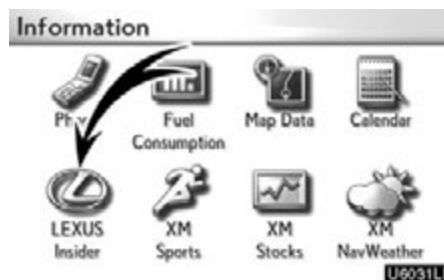 Information
Fuel
Map Data
Calendar
Consumption
LEXUS
XM
XM
XM
Insider
Sports
Stocks
NavWeather
U6031L